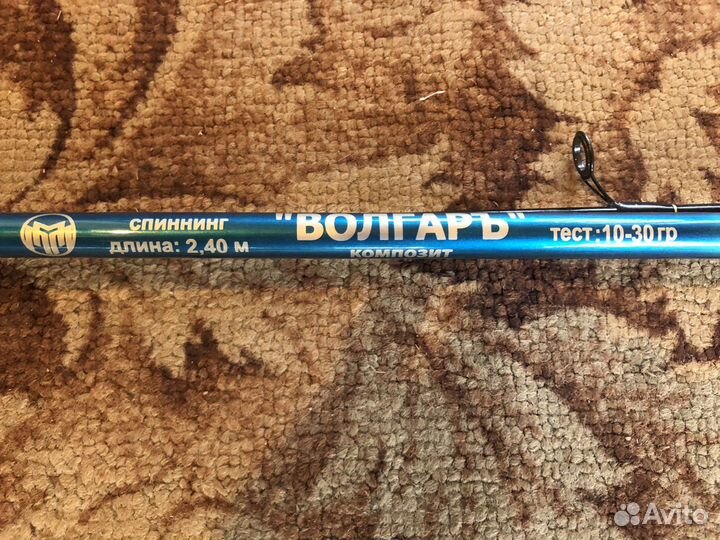 СПИННИНГ
ДЛИНА: 2,40 м
"ВОЛГАРЪ"
КОМПОЗИТ
ТЕСТ: 10-30 гр
Avito